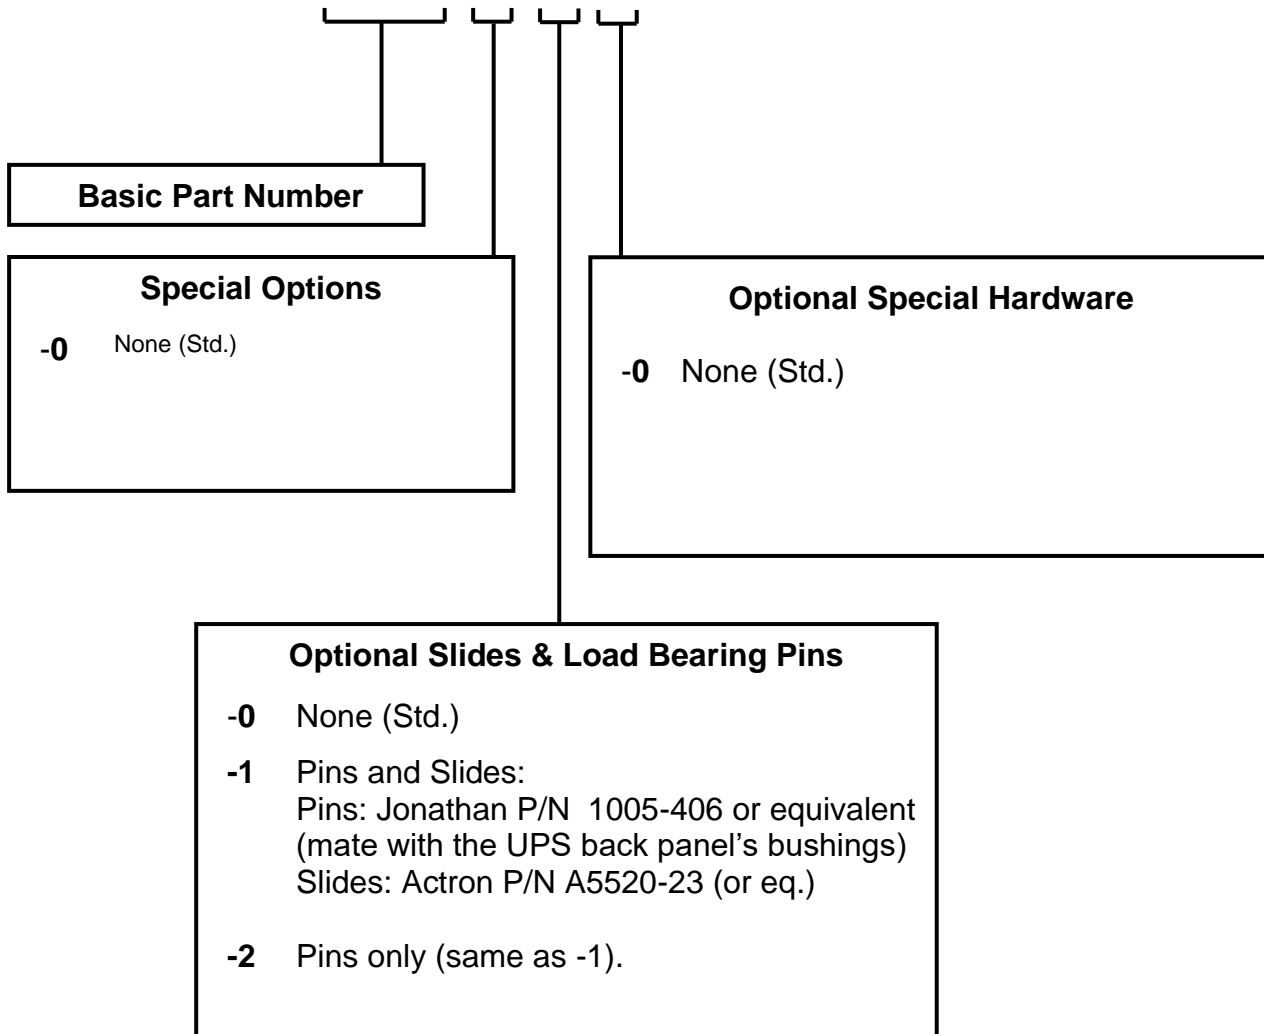 Basic Part Number
Special Options
-0 None (Std.)
Optional Special Hardware
-0 None (Std.)
Optional Slides & Load Bearing Pins
-0 None (Std.)
-1 Pins and Slides:
Pins: Jonathan P/N 1005-406 or equivalent
(mate with the UPS back panel’s bushings)
Slides: Actron P/N A5520-23 (or eq.)
-2 Pins only (same as -1).